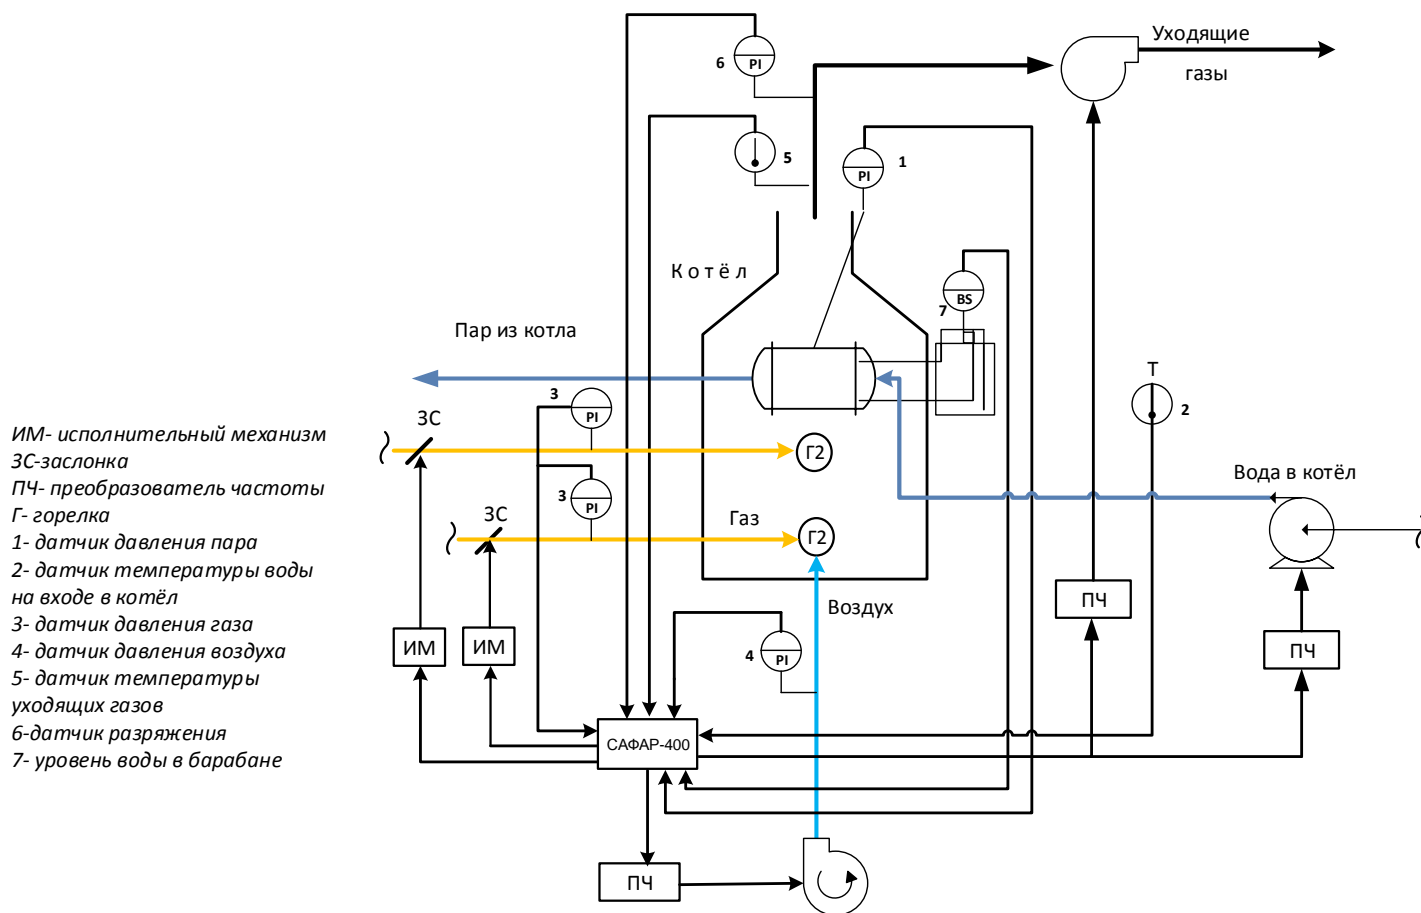 Уходящие
газы
PI
6
5
PI
1
К о т ё л
BS
7
Пар из котла
T
2
3
PI
ЗС
Г2
3
PI
Вода в котёл
ЗС
Газ
Г2
ИМ- исполнительный механизм
ЗС-заслонка
ПЧ- преобразователь частоты
Г- горелка
1- датчик давления пара
2- датчик температуры воды
на входе в котёл
3- датчик давления газа
4- датчик давления воздуха
5- датчик температуры
уходящих газов
6-датчик разряжения
7- уровень воды в барабане
Воздух
ПЧ
ИМ
ИМ
4
PI
ПЧ
САФАР-400
ПЧ